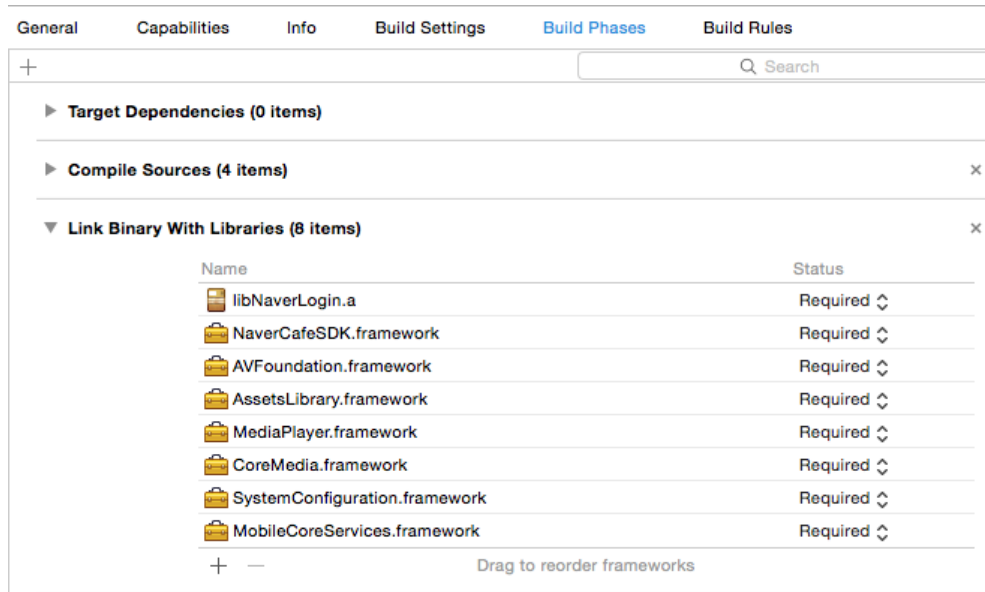 General Capabilities Info Build Settings Build Phases Build Rules
+ Search
Target Dependencies (0 items)
Compile Sources (4 items) ×
Link Binary With Libraries (8 items) ×
Name Status
libNaverLogin.a Required
NaverCafeSDK.framework Required
AVFoundation.framework Required
AssetsLibrary.framework Required
MediaPlayer.framework Required
CoreMedia.framework Required
SystemConfiguration.framework Required
MobileCoreServices.framework Required
+ — Drag to reorder frameworks